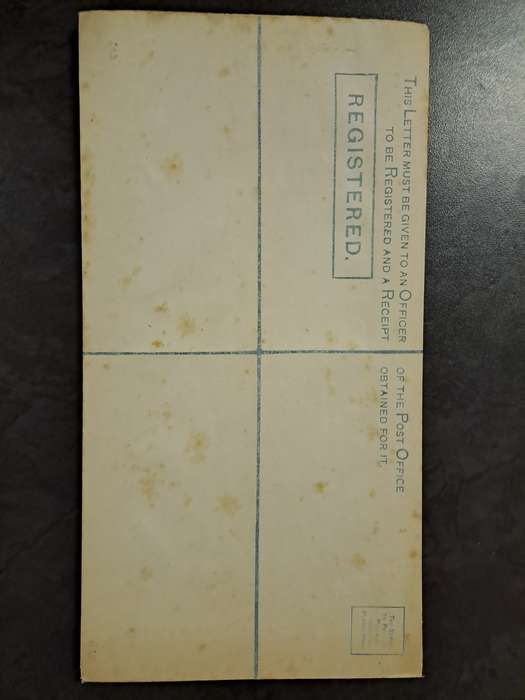 THIS LETTER MUST BE GIVEN TO AN OFFICER OF THE POST OFFICE
TO BE REGISTERED AND A RECEIPT OBTAINED FOR IT.
REGISTERED.